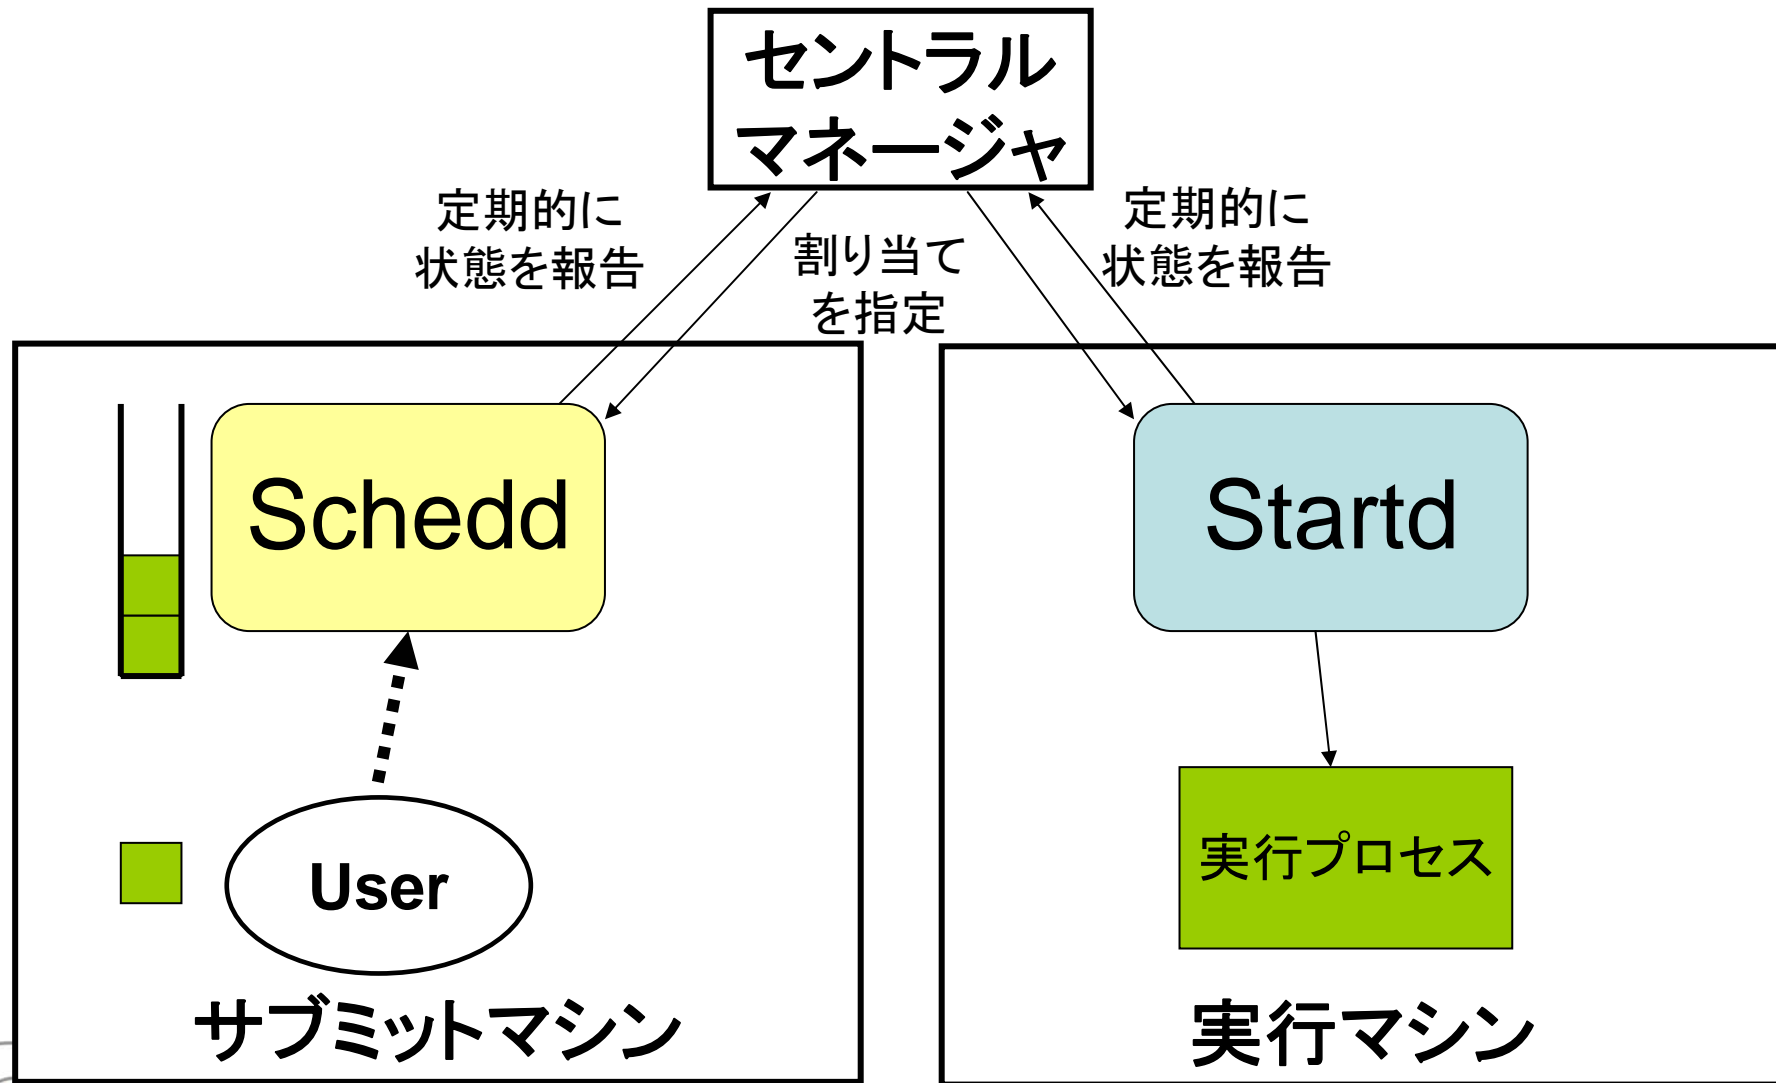 セントラル
マネージャ
定期的に
状態を報告
割り当て
を指定
定期的に
状態を報告
Schedd
Startd
User
実行プロセス
サブミットマシン
実行マシン